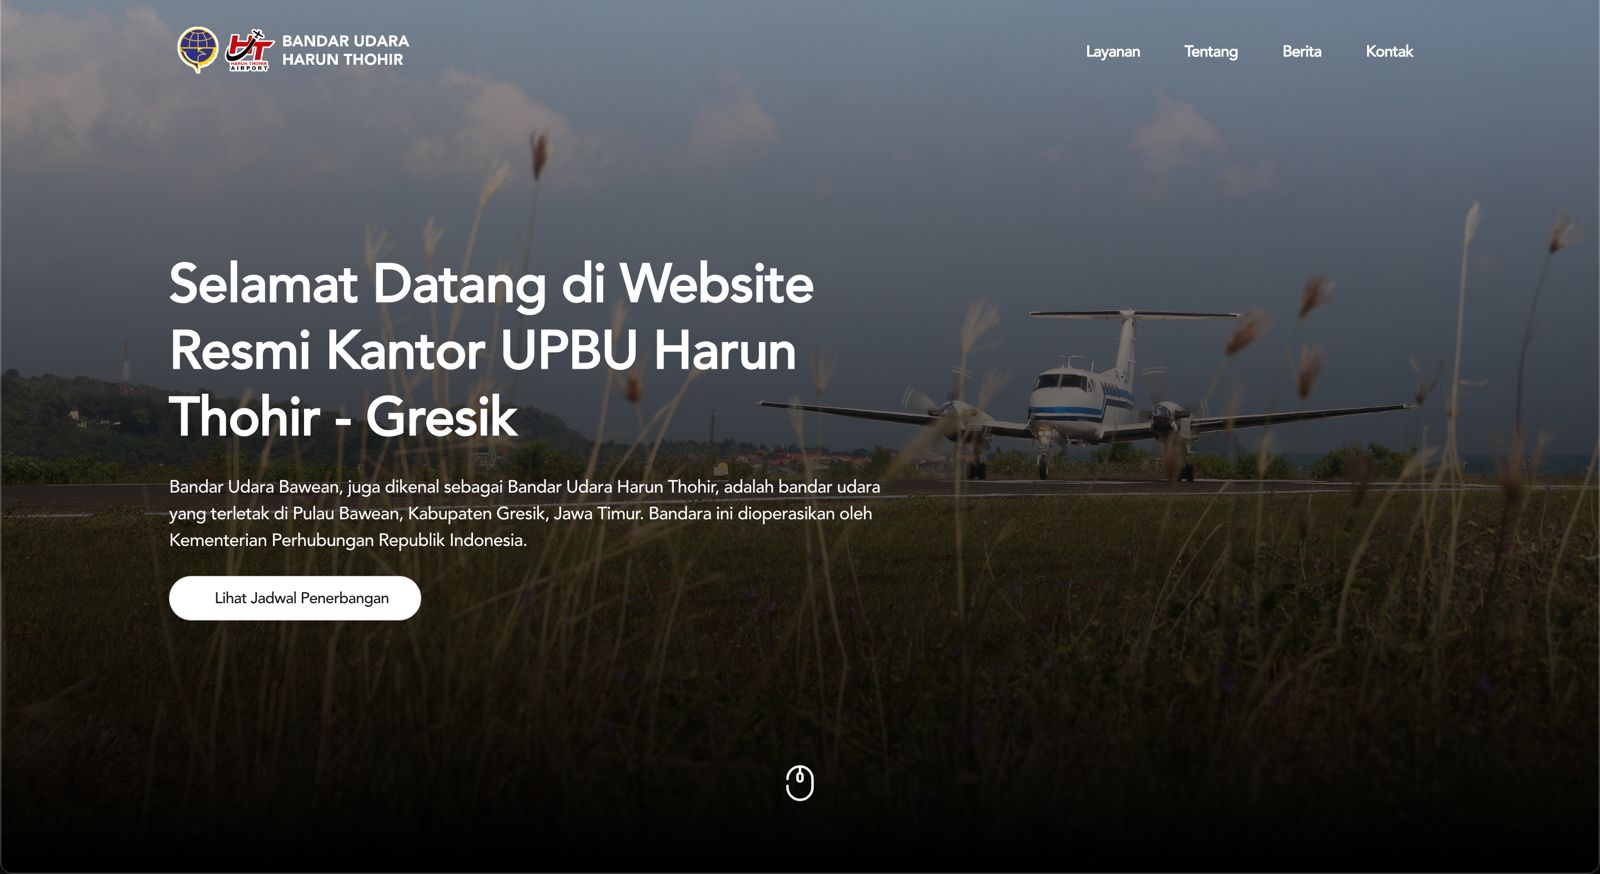 HT
HARUN THOHIR
AIRPORT
BANDAR UDARA
HARUN THOHIR
Layanan
Tentang
Berita
Kontak
Selamat Datang di Website
Resmi Kantor UPBU Harun
Thohir - Gresik
Bandar Udara Bawean, juga dikenal sebagai Bandar Udara Harun Thohir, adalah bandar udara
yang terletak di Pulau Bawean, Kabupaten Gresik, Jawa Timur. Bandara ini dioperasikan oleh
Kementerian Perhubungan Republik Indonesia.
Lihat Jadwal Penerbangan